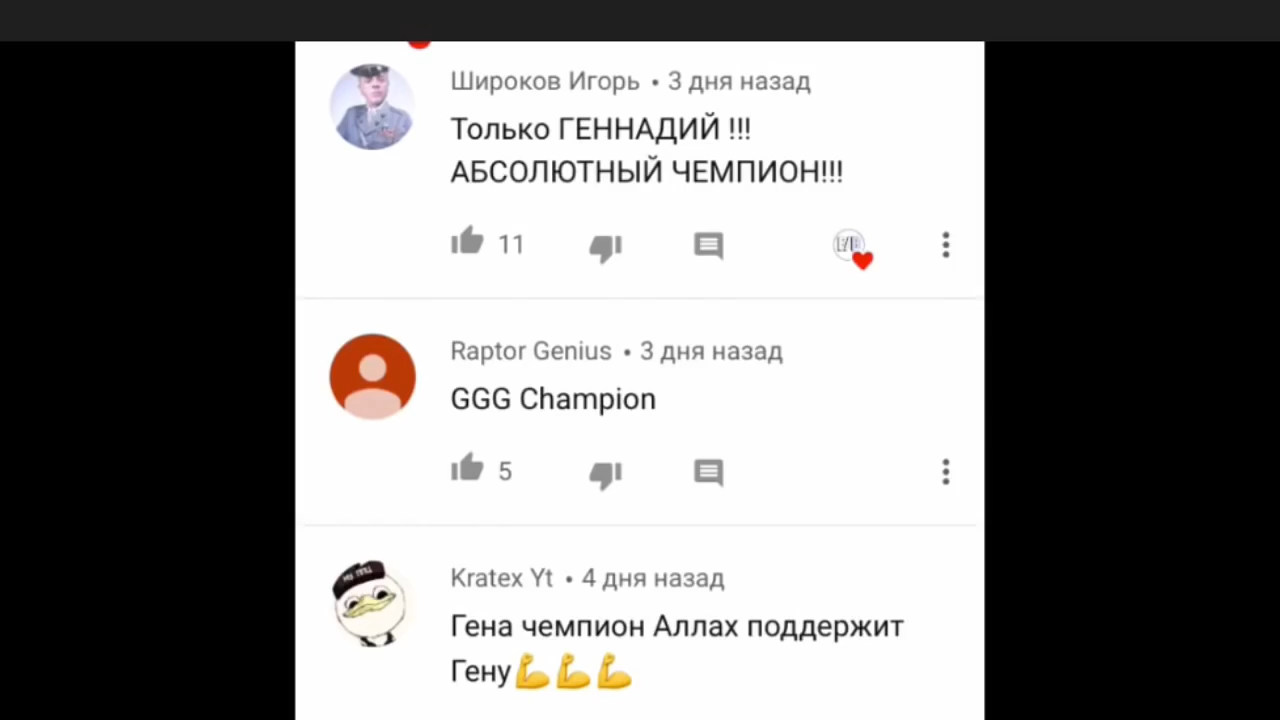 Широков Игорь • 3 дня назад
Только ГЕННАДИЙ !!!
АБСОЛЮТНЫЙ ЧЕМПИОН!!!
11
Raptor Genius • 3 дня назад
GGG Champion
5
Kratex Yt • 4 дня назад
Гена чемпион Аллах поддержит
Гену💪💪💪